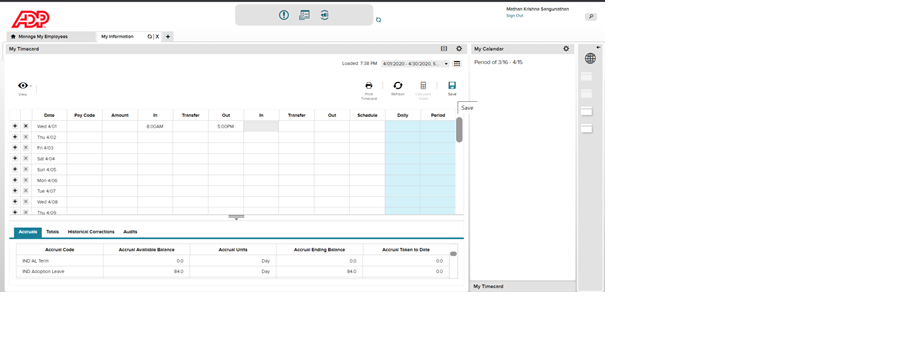 ADP
Mathan Krishna Sangunathan
Sign Out
Manage My Employees
My Information
X
My Timecard
My Calendar
Loaded: 7:38 PM
4/01/2020 - 4/30/2020, S...
Period of 3/16 - 4/15
View
Print Timecard
Refresh
Save
Save
Date Pay Code Amount In Transfer Out In Transfer Out Schedule Daily Period
Wed 4/01 8:00AM 5:00PM
Thu 4/02
Fri 4/03
Sat 4/04
Sun 4/05
Mon 4/06
Tue 4/07
Wed 4/08
Thu 4/09
Accruals Totals Historical Corrections Audits
Accrual Code Accrual Available Balance Accrual Units Accrual Ending Balance Accrual Taken to Date
IND AL Term 0.0 Day 0.0 0.0
IND Adoption Leave 84.0 Day 84.0 0.0
My Timecard